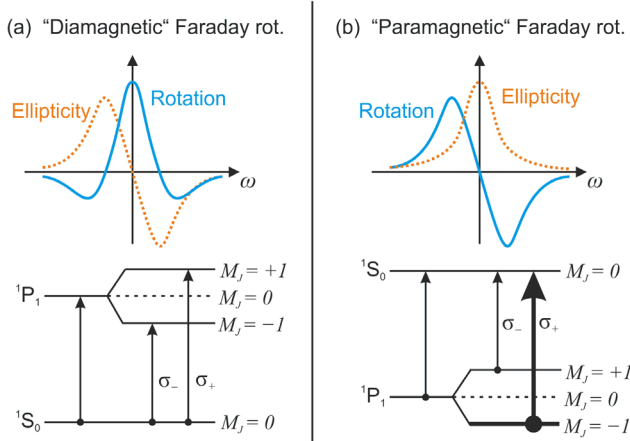 (a) "Diamagnetic“ Faraday rot.
Ellipticity
Rotation
ω
¹P₁
M_J = +1
M_J = 0
M_J = −1
σ₋
σ₊
¹S₀
M_J = 0
(b) "Paramagnetic“ Faraday rot.
Rotation
Ellipticity
ω
¹S₀
M_J = 0
σ₋
σ₊
¹P₁
M_J = +1
M_J = 0
M_J = −1